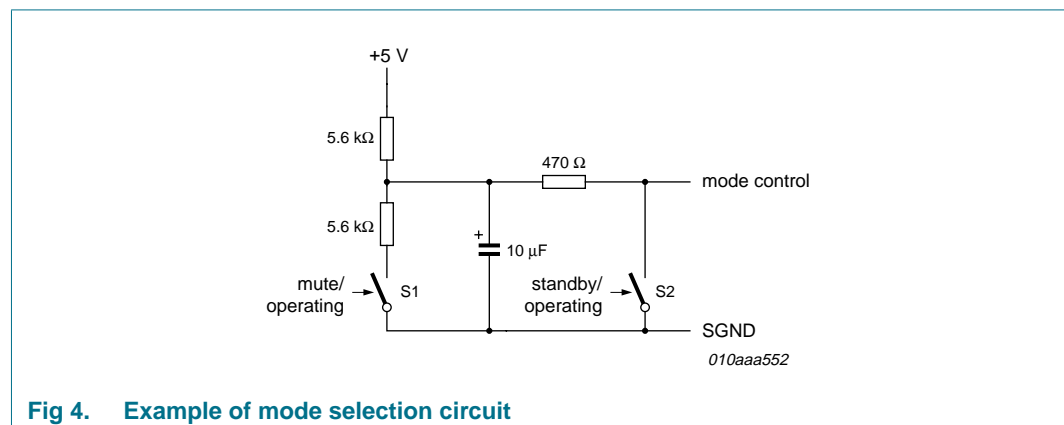 +5 V
5.6 kΩ
470 Ω
mode control
5.6 kΩ
+
10 μF
mute/
operating
S1
standby/
operating
S2
SGND
010aaa552
Fig 4. Example of mode selection circuit